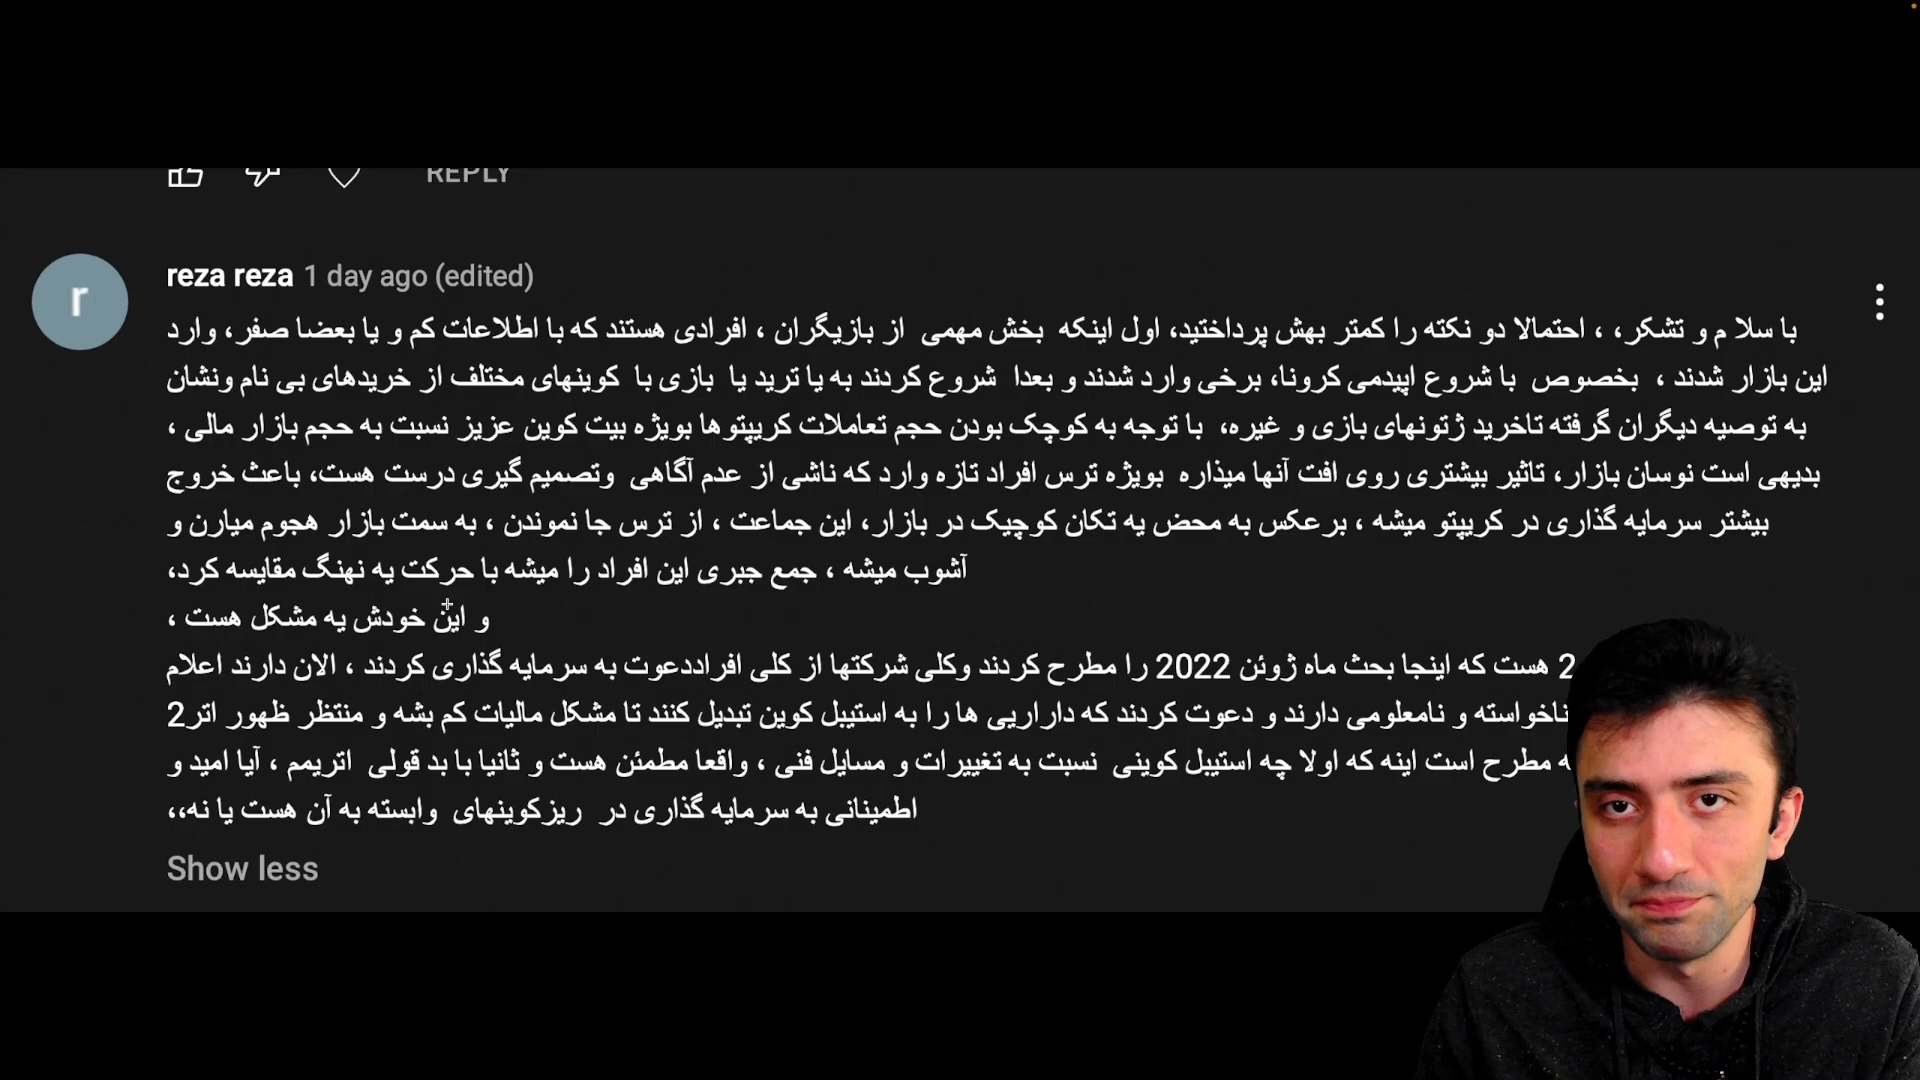 REPLY
r
reza reza 1 day ago (edited)
با سلا م و تشکر، ، احتمالا دو نکته را کمتر بهش پرداختید، اول اینکه بخش مهمی از بازیگران ، افرادی هستند که با اطلاعات کم و یا بعضا صفر، وارد
این بازار شدند ، بخصوص با شروع اپیدمی کرونا، برخی وارد شدند و بعدا شروع کردند به یا ترید یا بازی با کوینهای مختلف از خریدهای بی نام ونشان
به توصیه دیگران گرفته تاخرید ژتونهای بازی و غیره، با توجه به کوچک بودن حجم تعاملات کریپتوها بویژه بیت کوین عزیز نسبت به حجم بازار مالی ،
بدیهی است نوسان بازار، تاثیر بیشتری روی افت آنها میذاره بویژه ترس افراد تازه وارد که ناشی از عدم آگاهی وتصمیم گیری درست هست، باعث خروج
بیشتر سرمایه گذاری در کریپتو میشه ، برعکس به محض یه تکان کوچیک در بازار، این جماعت ، از ترس جا نموندن ، به سمت بازار هجوم میارن و
آشوب میشه ، جمع جبری این افراد را میشه با حرکت یه نهنگ مقایسه کرد،
و این خودش یه مشکل هست ،
2 هست که اینجا بحث ماه ژوئن 2022 را مطرح کردند وکلی شرکتها از کلی افراددعوت به سرمایه گذاری کردند ، الان دارند اعلام
ناخواسته و نامعلومی دارند و دعوت کردند که داراریی ها را به استیبل کوین تبدیل کنند تا مشکل مالیات کم بشه و منتظر ظهور اتر2
مطرح است اینه که اولا چه استیبل کوینی نسبت به تغییرات و مسایل فنی ، واقعا مطمئن هست و ثانیا با بد قولی اتریمم ، آیا امید و
اطمینانی به سرمایه گذاری در ریزکوینهای وابسته به آن هست یا نه،،
Show less